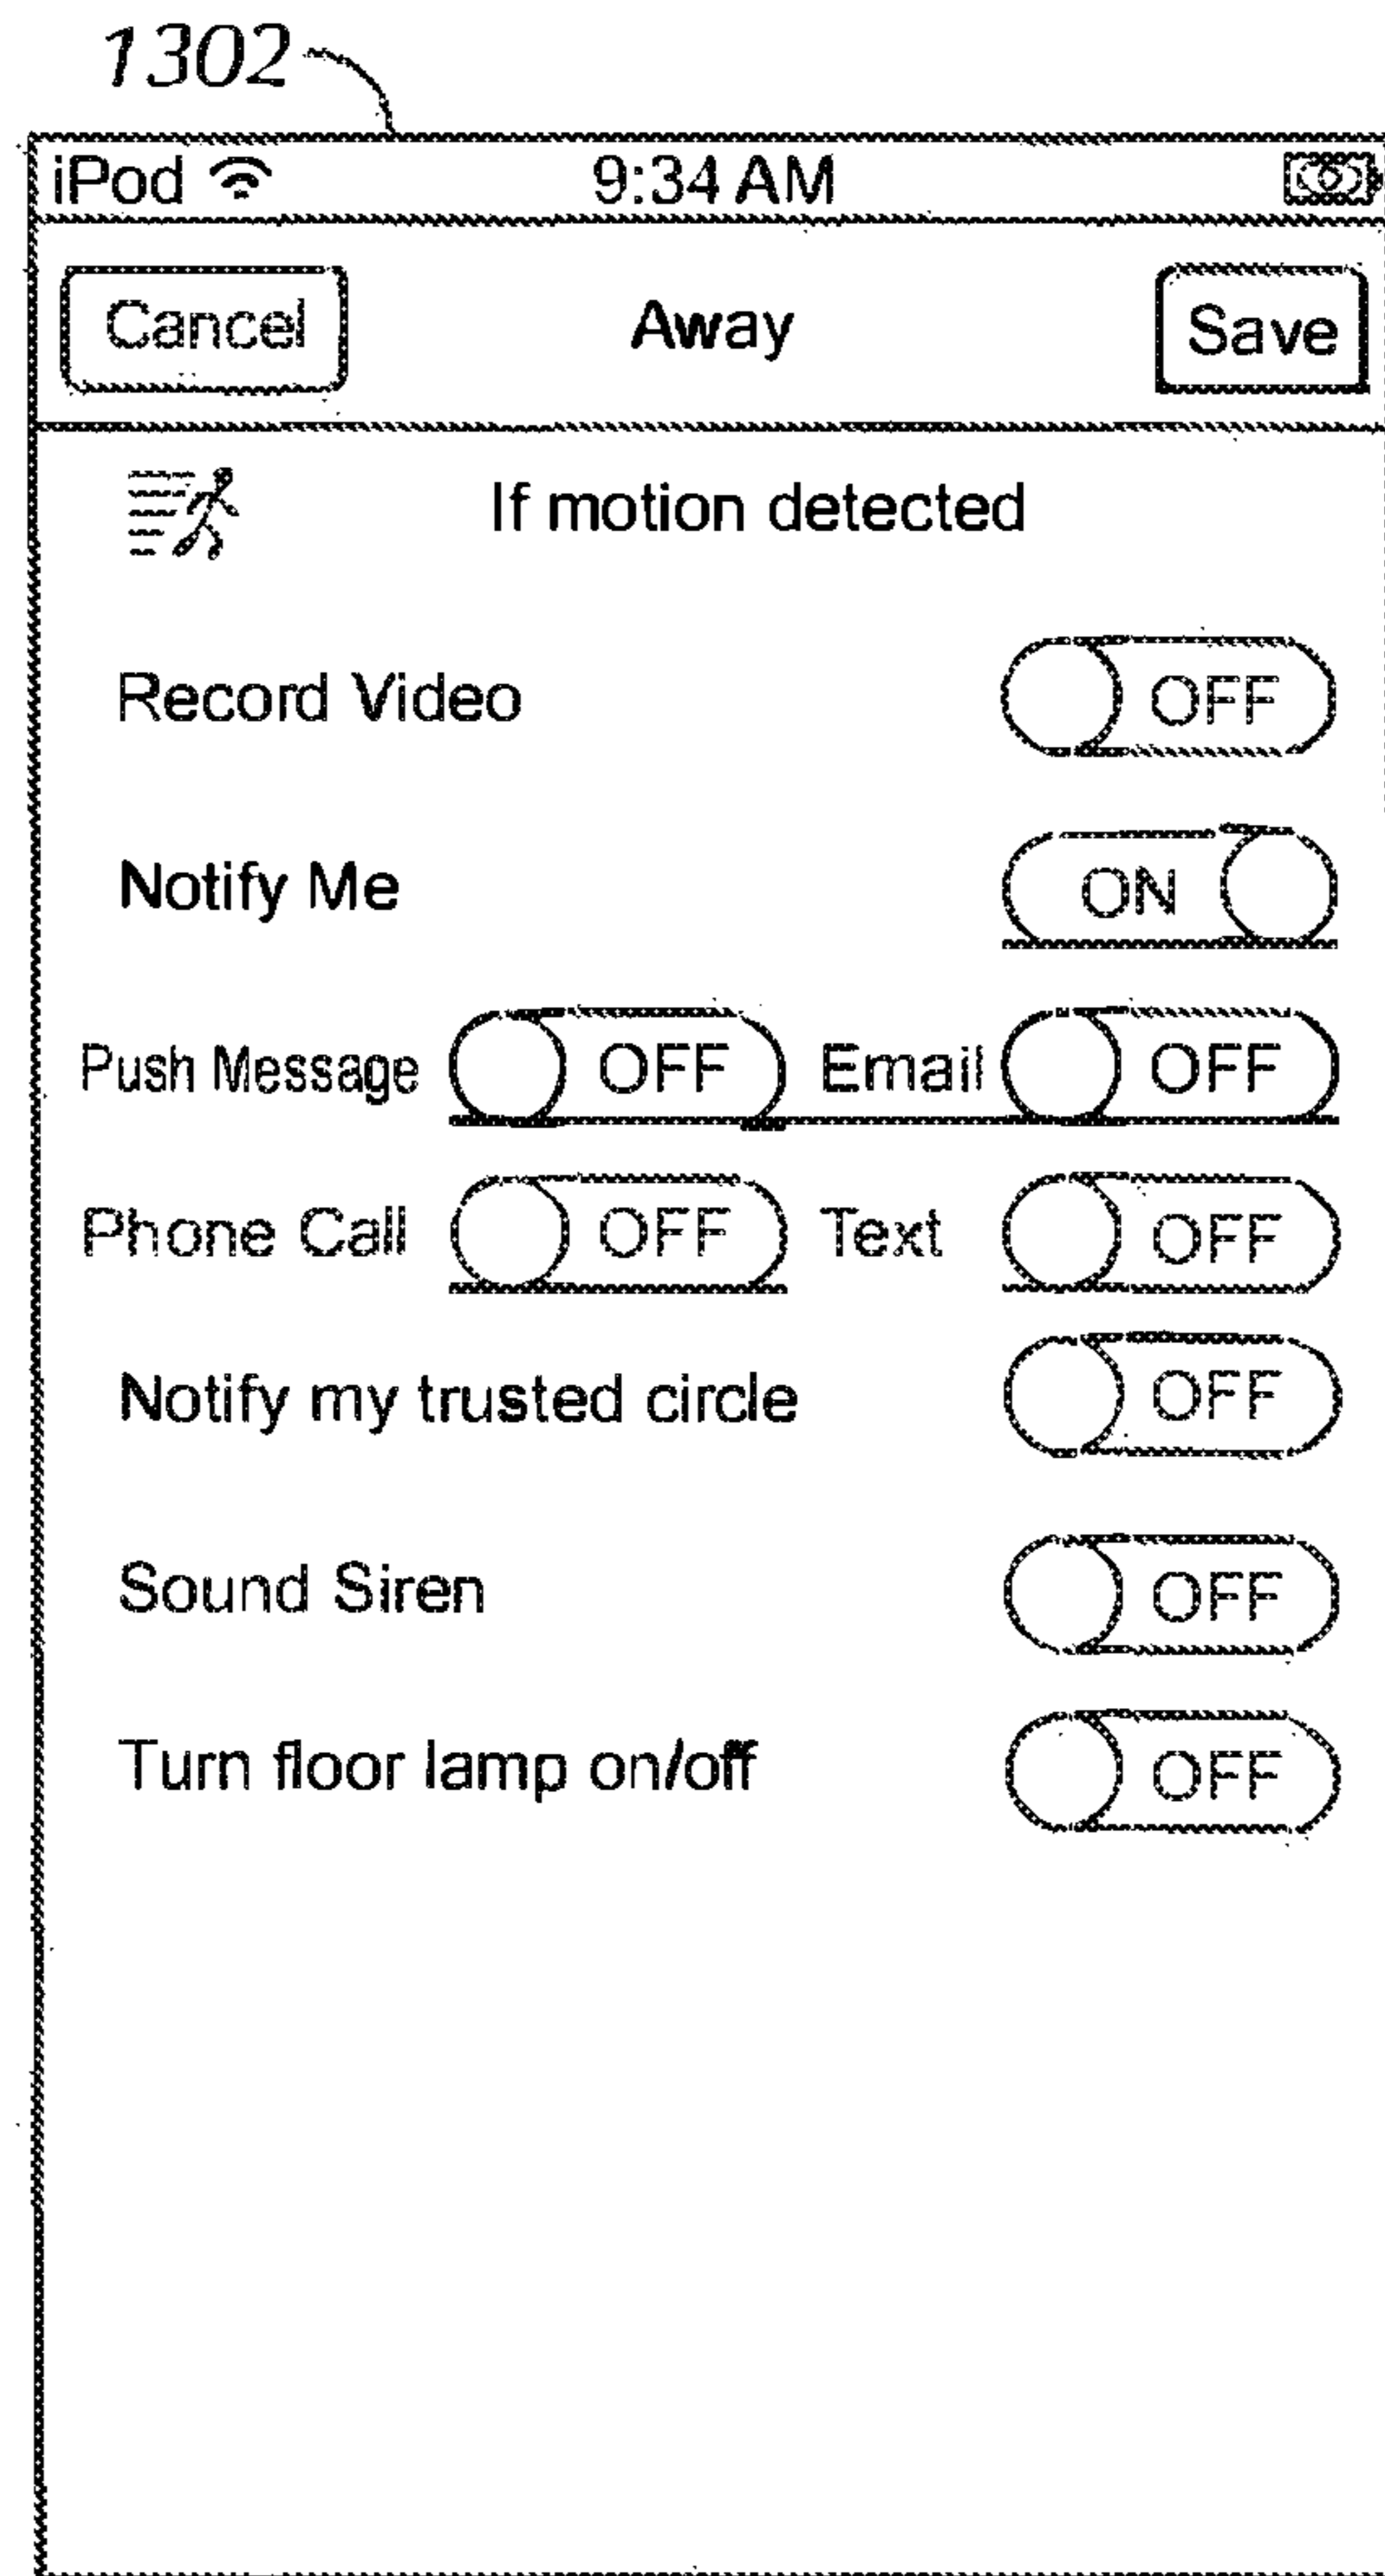 1302
iPod 9:34 AM
Cancel Away Save
If motion detected
Record Video OFF
Notify Me ON
Push Message OFF Email OFF
Phone Call OFF Text OFF
Notify my trusted circle OFF
Sound Siren OFF
Turn floor lamp on/off OFF